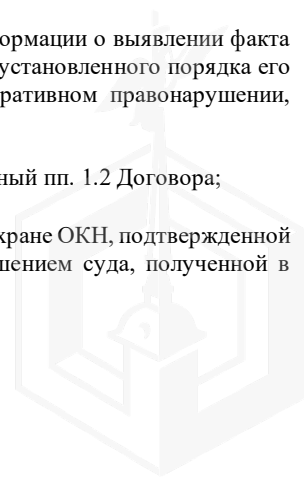 ормации о выявлении факта
установленного порядка его
ративном правонарушении,
ный пп. 1.2 Договора;
хране ОКН, подтвержденной
шением суда, полученной в